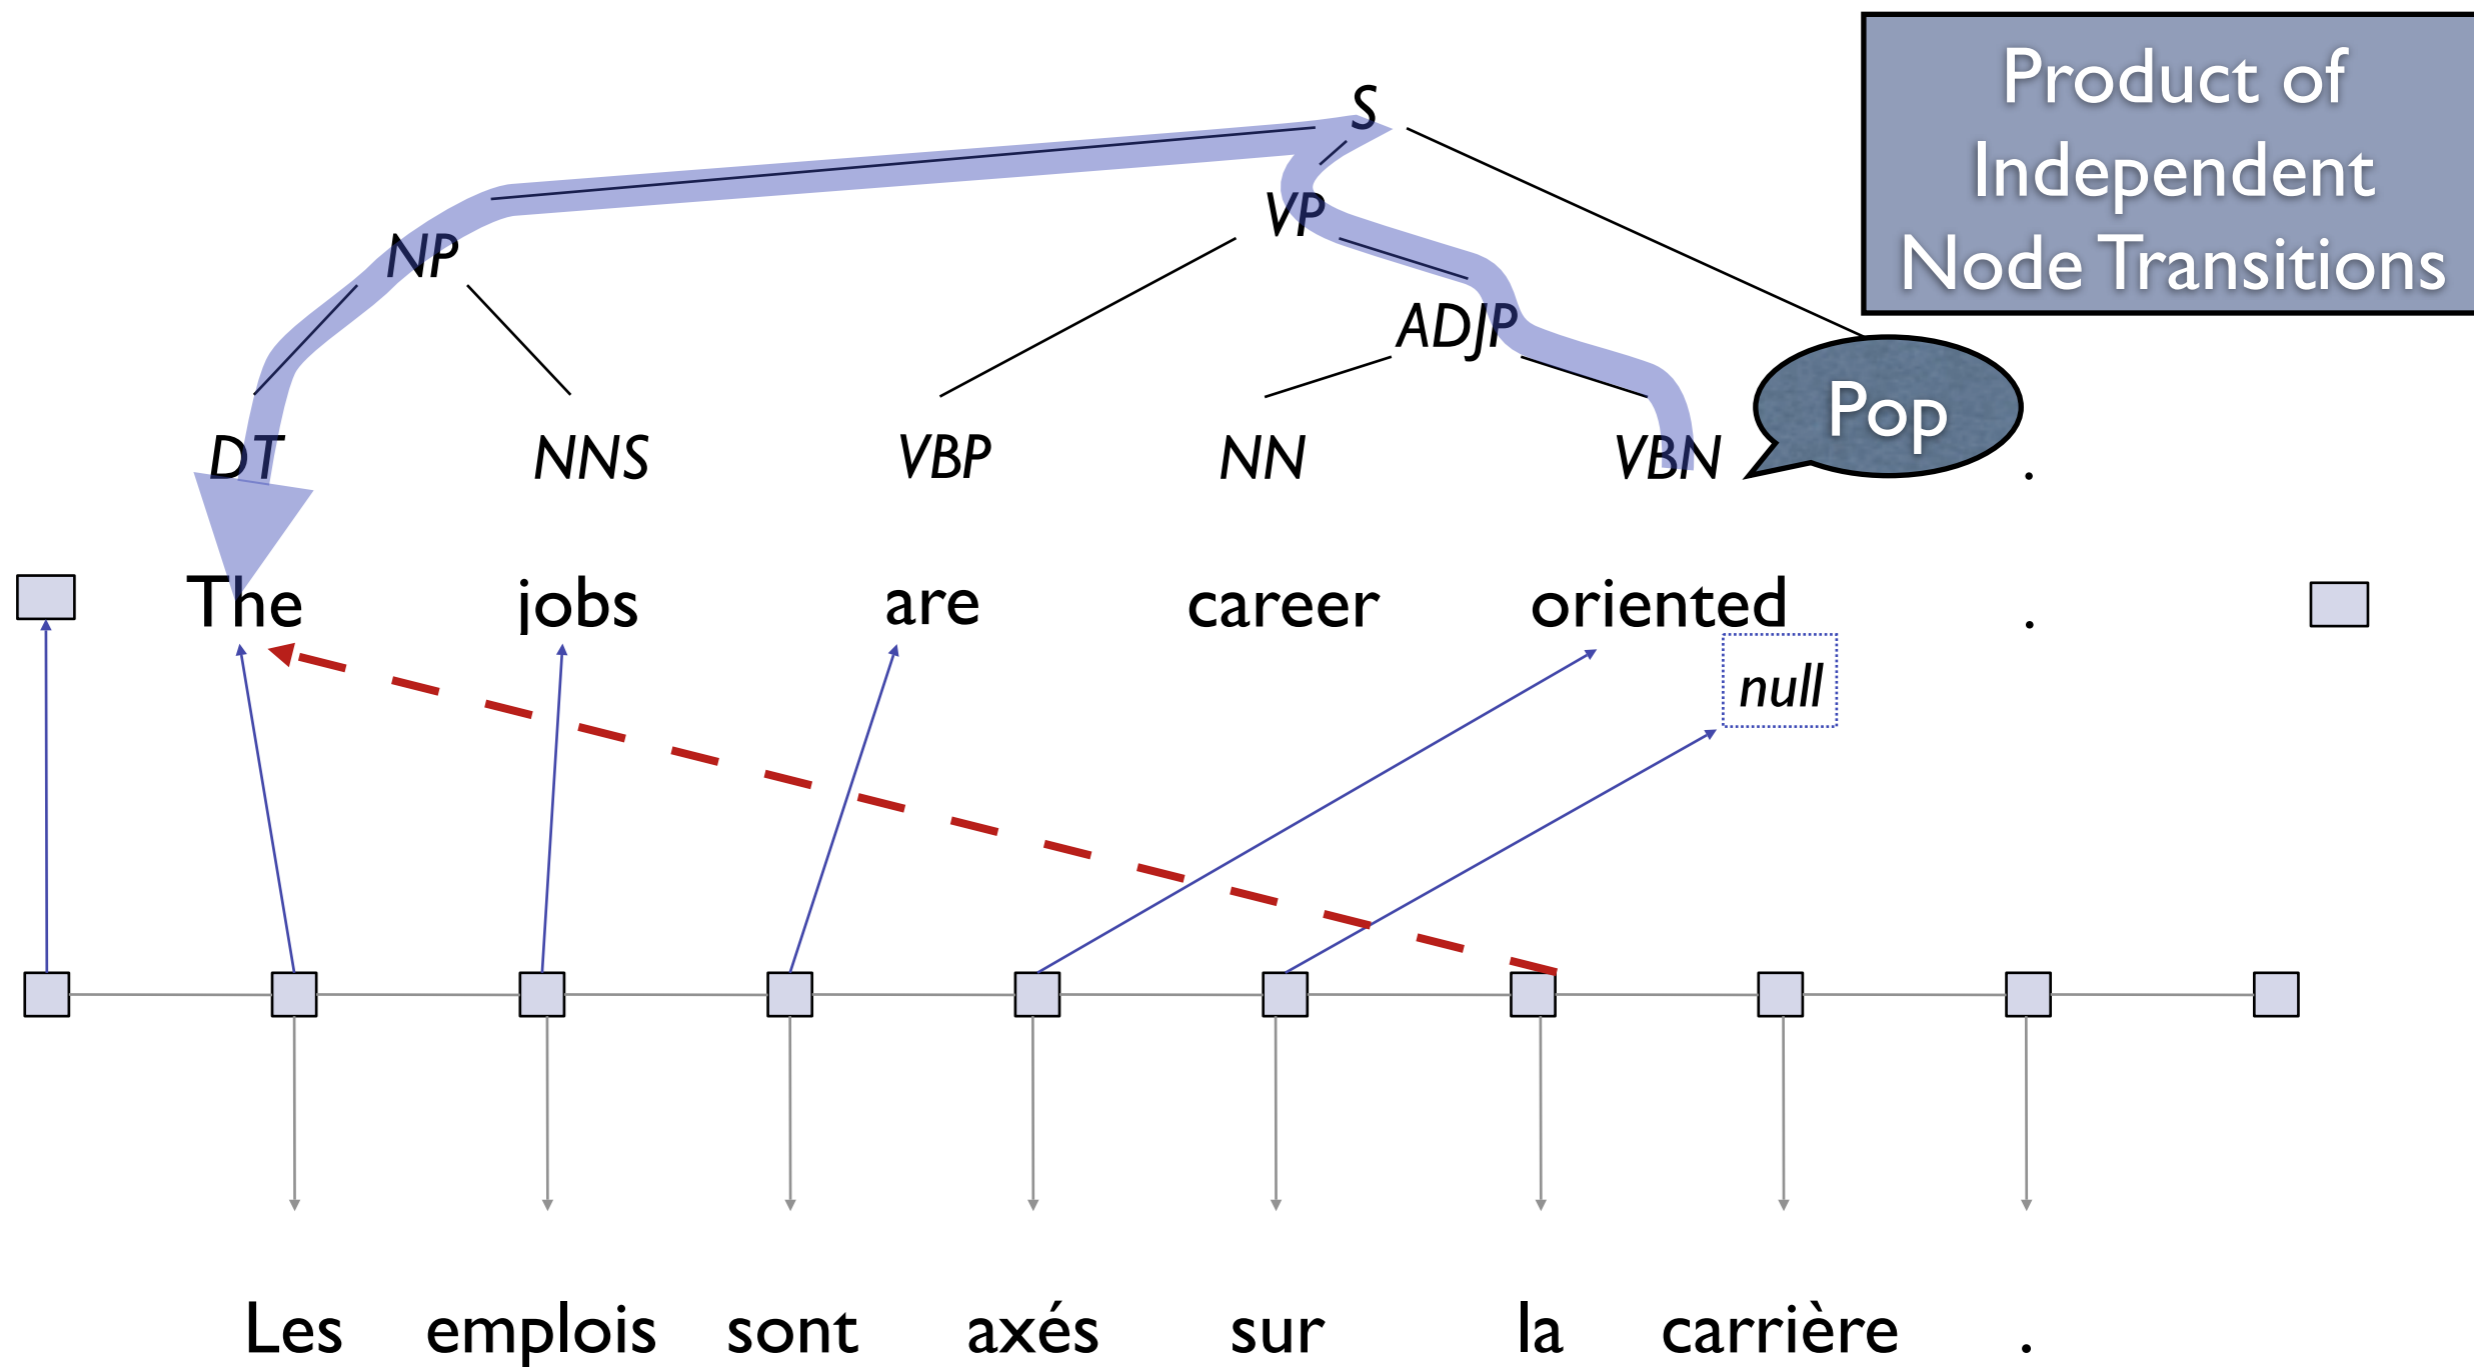 Product of
Independent
Node Transitions
S
VP
NP
ADJP
Pop
DT NNS VBP NN VBN .
The jobs are career oriented .
null
Les emplois sont axés sur la carrière .